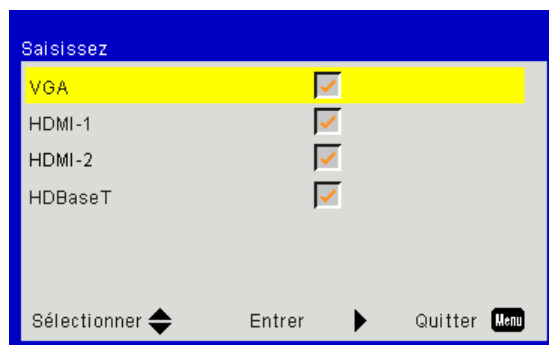 Saisissez
VGA
HDMI-1
HDMI-2
HDBaseT
Sélectionner Entrer Quitter Menu